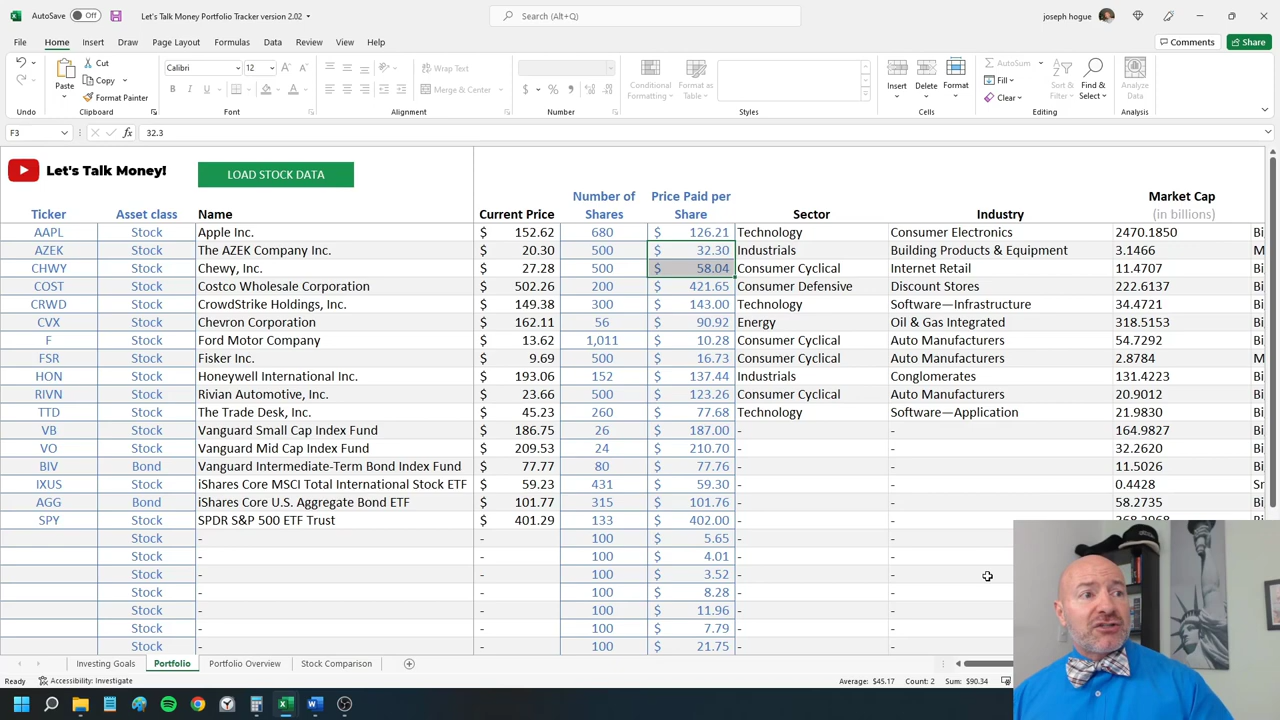 AutoSave Off Let's Talk Money Portfolio Tracker version 2.02 Search (Alt+Q) joseph hogue
File Home Insert Draw Page Layout Formulas Data Review View Help Comments Share
Undo Paste Cut Copy Format Painter Clipboard
Calibri 12 Font
Wrap Text Merge & Center Alignment
Number
Conditional Formatting Format as Table
Insert Delete Format Cells
AutoSum Fill Clear Sort & Filter Find & Select Editing
Analyze Data Analysis
F3 32.3
Let's Talk Money! LOAD STOCK DATA
Number of Price Paid per Market Cap
Ticker Asset class Name Current Price Shares Share Sector Industry (in billions)
AAPL Stock Apple Inc. $ 152.62 680 $ 126.21 Technology Consumer Electronics 2470.1850 Bi
AZEK Stock The AZEK Company Inc. $ 20.30 500 $ 32.30 Industrials Building Products & Equipment 3.1466 M
CHWY Stock Chewy, Inc. $ 27.28 500 $ 58.04 Consumer Cyclical Internet Retail 11.4707 Bi
COST Stock Costco Wholesale Corporation $ 502.26 200 $ 421.65 Consumer Defensive Discount Stores 222.6137 Bi
CRWD Stock CrowdStrike Holdings, Inc. $ 149.38 300 $ 143.00 Technology Software—Infrastructure 34.4721 Bi
CVX Stock Chevron Corporation $ 162.11 56 $ 90.92 Energy Oil & Gas Integrated 318.5153 Bi
F Stock Ford Motor Company $ 13.62 1,011 $ 10.28 Consumer Cyclical Auto Manufacturers 54.7292 Bi
FSR Stock Fisker Inc. $ 9.69 500 $ 16.73 Consumer Cyclical Auto Manufacturers 2.8784 M
HON Stock Honeywell International Inc. $ 193.06 152 $ 137.44 Industrials Conglomerates 131.4223 Bi
RIVN Stock Rivian Automotive, Inc. $ 23.66 500 $ 123.26 Consumer Cyclical Auto Manufacturers 20.9012 Bi
TTD Stock The Trade Desk, Inc. $ 45.23 260 $ 77.68 Technology Software—Application 21.9830 Bi
VB Stock Vanguard Small Cap Index Fund $ 186.75 26 $ 187.00 - - 164.9827 Bi
VO Stock Vanguard Mid Cap Index Fund $ 209.53 24 $ 210.70 - - 32.2620 Bi
BIV Bond Vanguard Intermediate-Term Bond Index Fund $ 77.77 80 $ 77.76 - - 11.5026 Bi
IXUS Stock iShares Core MSCI Total International Stock ETF $ 59.23 431 $ 59.30 - - 0.4428 Sr
AGG Bond iShares Core U.S. Aggregate Bond ETF $ 101.77 315 $ 101.76 - - 58.2735 Bi
SPY Stock SPDR S&P 500 ETF Trust $ 401.29 133 $ 402.00 - -
Stock - - 100 $ 5.65 - -
Stock - - 100 $ 4.01 - -
Stock - - 100 $ 3.52 - -
Stock - - 100 $ 8.28 - -
Stock - - 100 $ 11.96 - -
Stock - - 100 $ 7.79 - -
Stock - - 100 $ 21.75 - -
Investing Goals Portfolio Portfolio Overview Stock Comparison
Ready Accessibility: Investigate Average: $45.17 Count: 2 Sum: $90.34